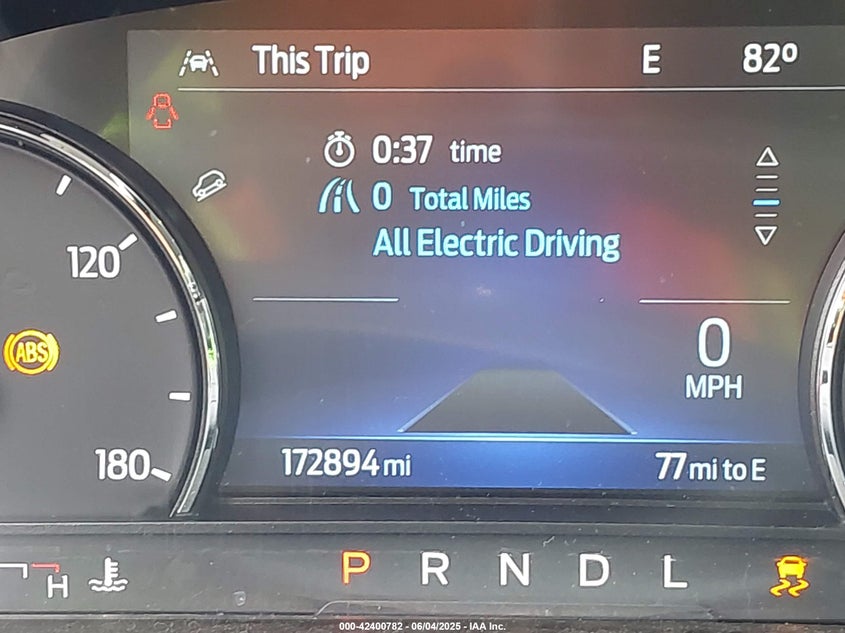 This Trip E 82º
0:37 time
0 Total Miles
All Electric Driving
120
ABS
0
MPH
180
172894 mi
77 mi to E
H
P R N D L
000-42400782 - 06/04/2025 - IAA Inc.